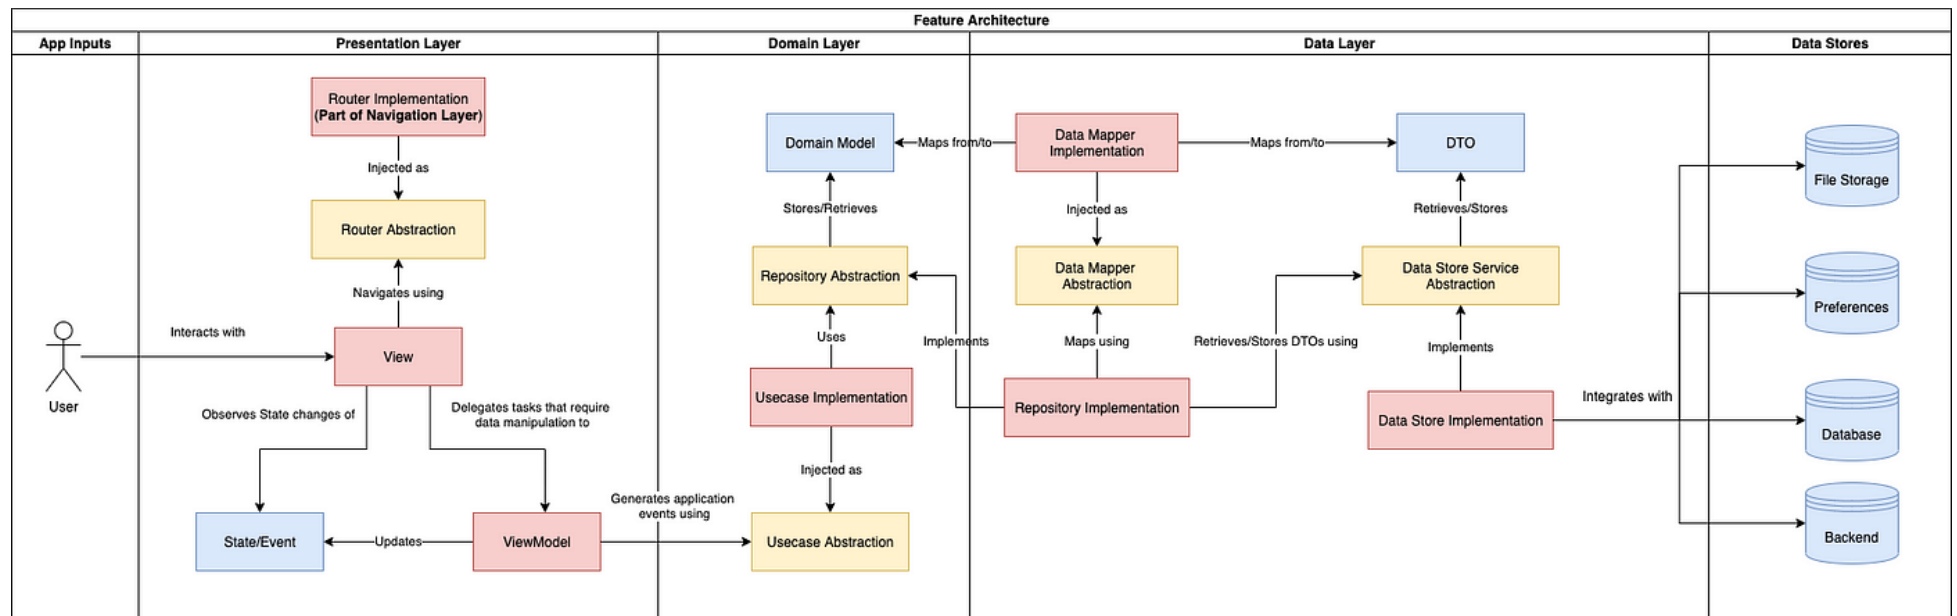 Feature Architecture
App Inputs
Presentation Layer
Domain Layer
Data Layer
Data Stores
Router Implementation
(Part of Navigation Layer)
Injected as
Router Abstraction
Navigates using
Interacts with
View
User
Observes State changes of
Delegates tasks that require
data manipulation to
State/Event
Updates
ViewModel
Generates application
events using
Domain Model
Stores/Retrieves
Repository Abstraction
Uses
Usecase Implementation
Injected as
Usecase Abstraction
Maps from/to
Data Mapper
Implementation
Maps from/to
DTO
Injected as
Retrieves/Stores
Data Mapper
Abstraction
Data Store Service
Abstraction
Implements
Maps using
Retrieves/Stores DTOs using
Implements
Repository Implementation
Data Store Implementation
Integrates with
File Storage
Preferences
Database
Backend